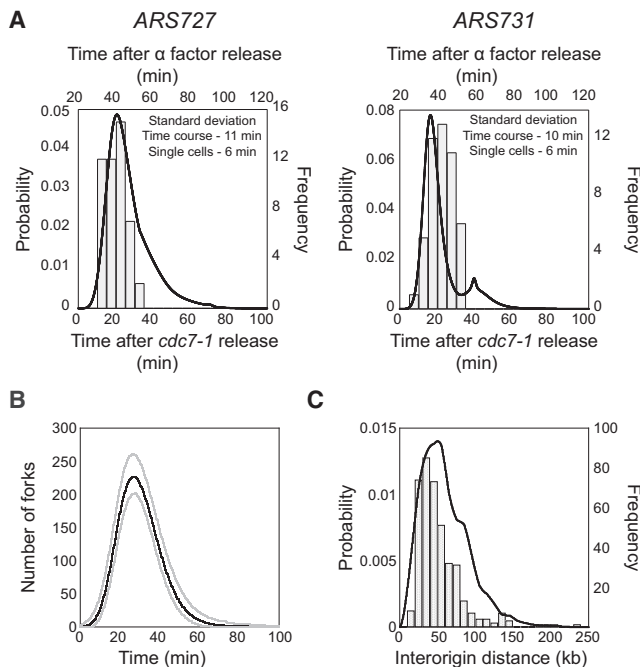 A
ARS727
Time after α factor release
(min)
20 40 60 80 100 120
Standard deviation
Time course - 11 min
Single cells - 6 min
0.05
0.04
0.03
0.02
0.01
0
Probability
16
12
8
4
0
Frequency
0 20 40 60 80 100
Time after cdc7-1 release
(min)
ARS731
Time after α factor release
(min)
20 40 60 80 100 120
Standard deviation
Time course - 10 min
Single cells - 6 min
0.08
0.06
0.04
0.02
0
Probability
12
8
4
0
Frequency
0 20 40 60 80 100
Time after cdc7-1 release
(min)
B
300
250
200
150
100
50
0
Number of forks
0 20 40 60 80 100
Time (min)
C
0.015
0.01
0.005
0
Probability
100
80
60
40
20
Frequency
0 50 100 150 200 250
Interorigin distance (kb)